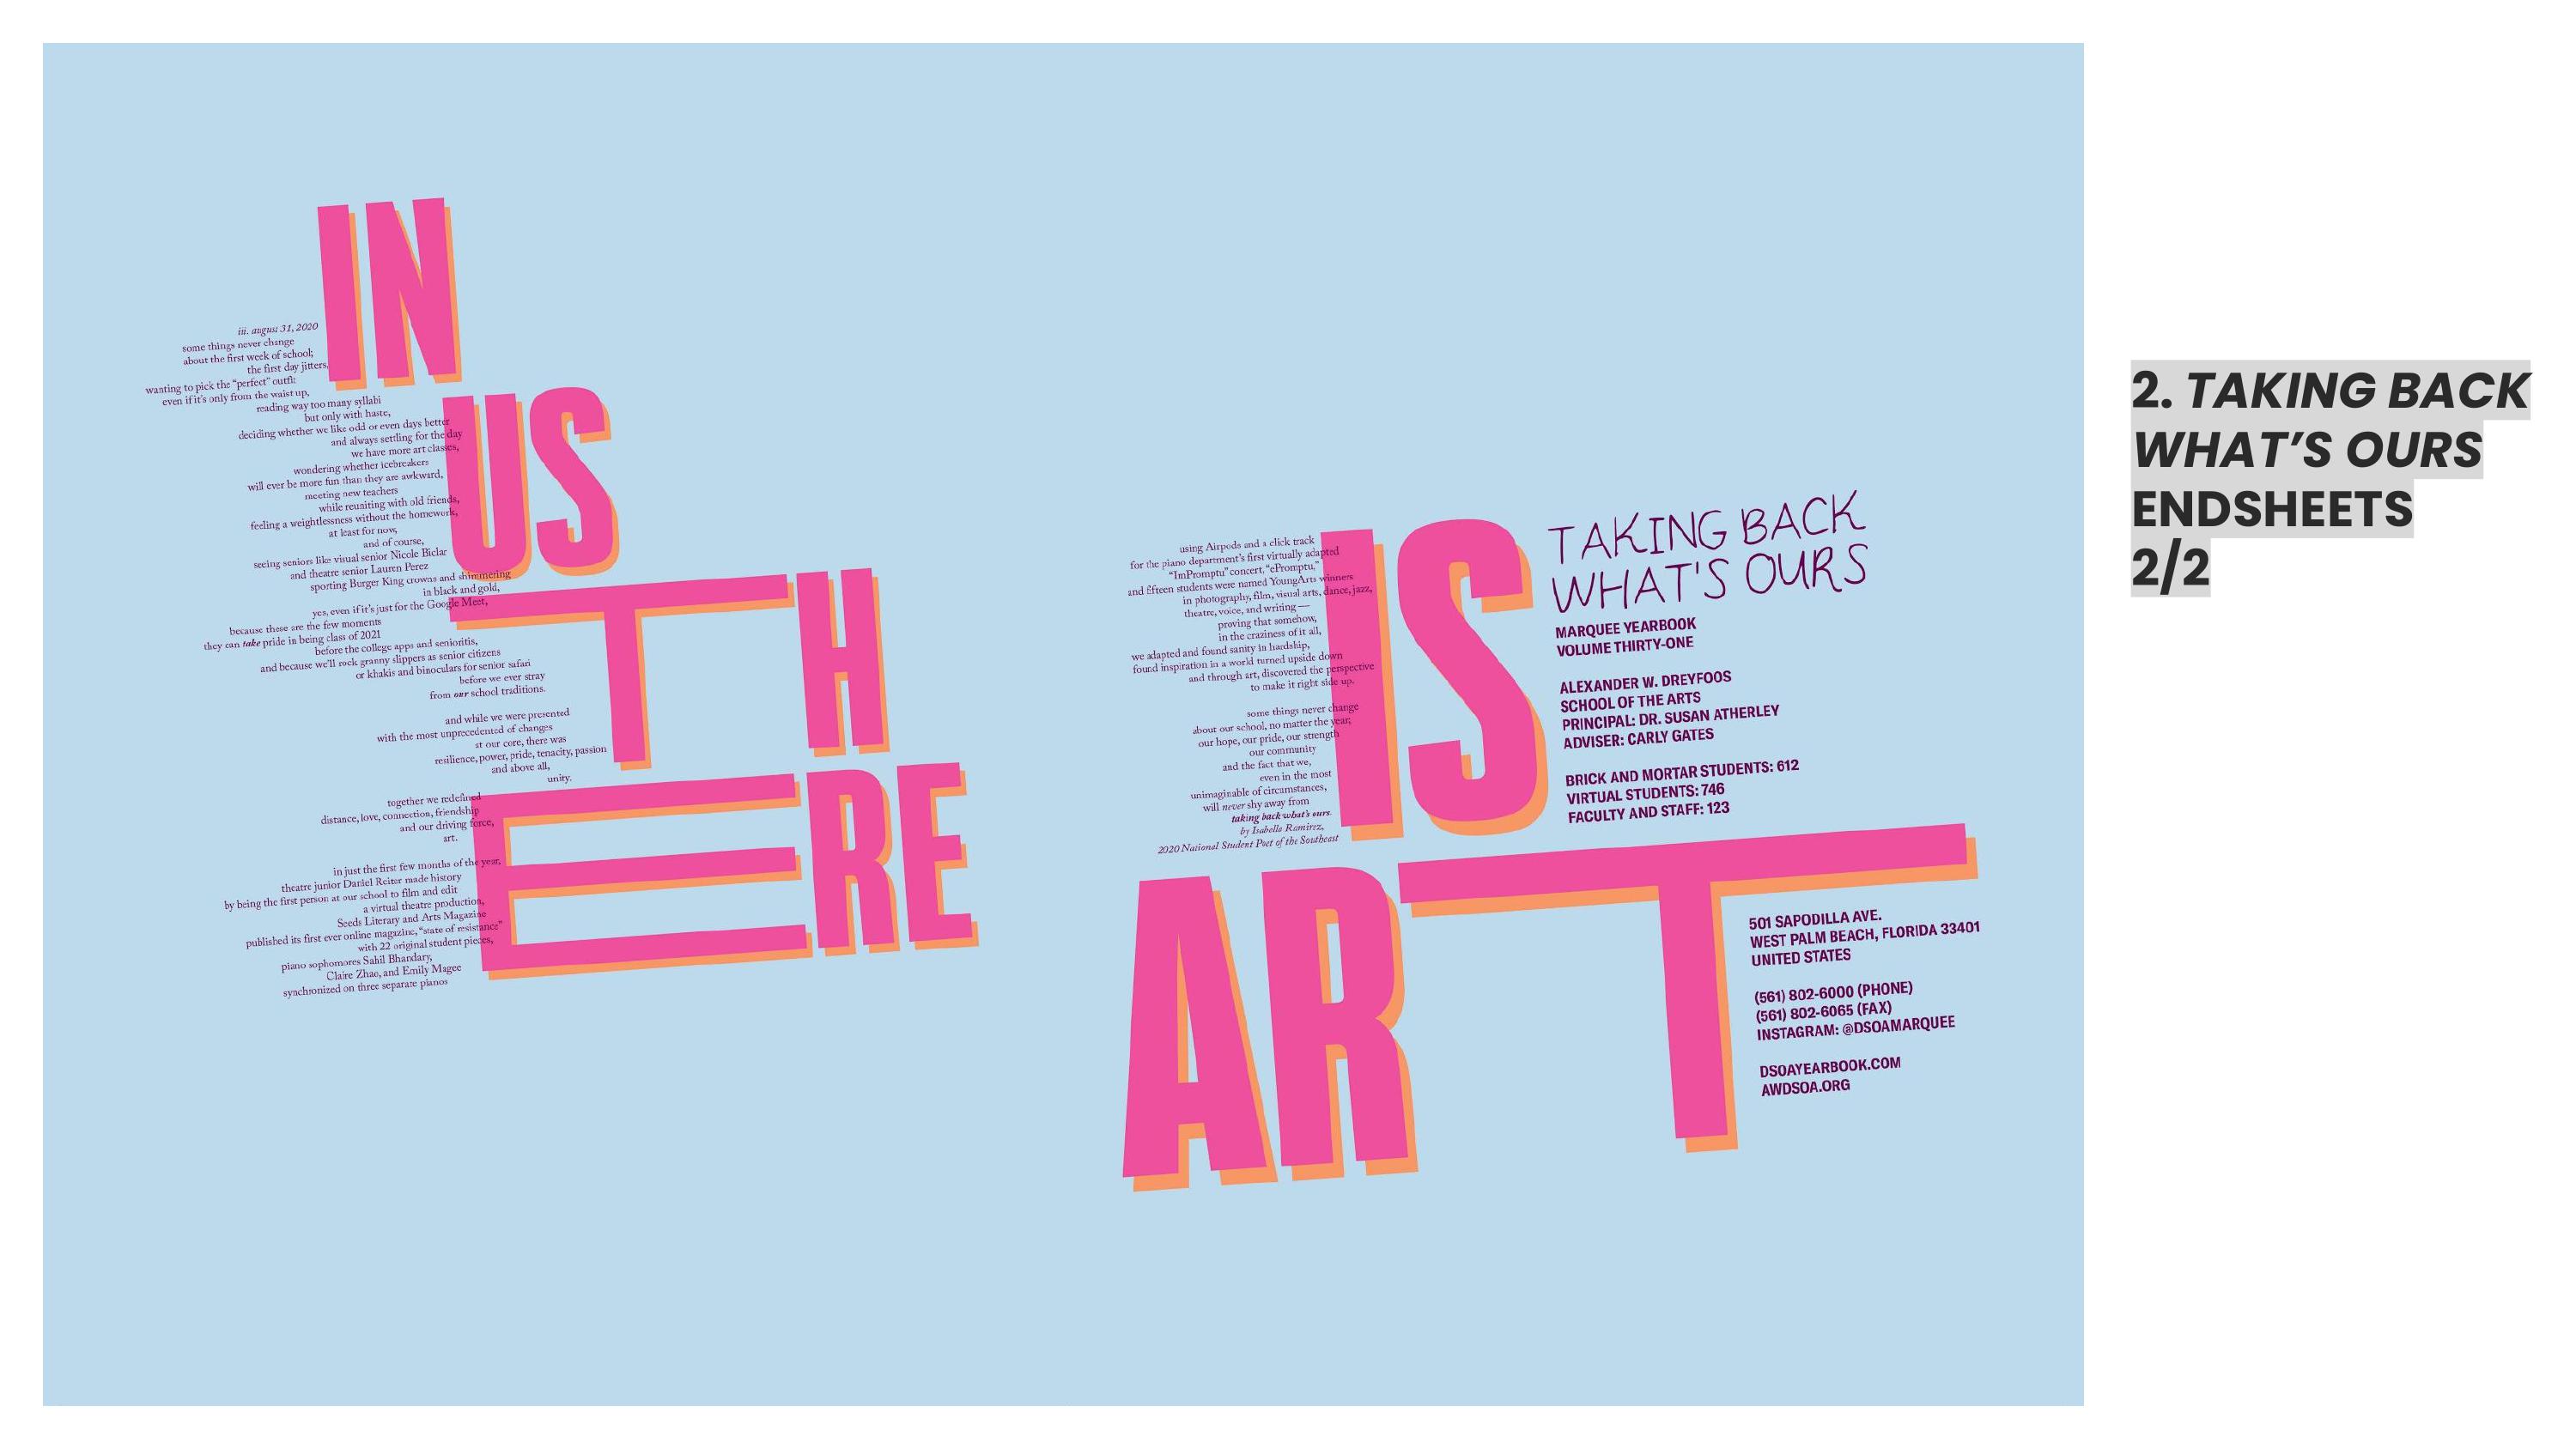 IN
US
TH
ERE
iii. august 31, 2020
some things never change
about the first week of school;
the first day jitters,
wanting to pick the “perfect” outfit
even if it's only from the waist up,
reading way too many syllabi
but only with haste,
deciding whether we like odd or even days better
and always settling for the day
we have more art classes,
wondering whether icebreakers
will ever be more fun than they are awkward,
meeting new teachers
while reuniting with old friends,
feeling a weightlessness without the homework,
at least for now,
and of course,
seeing seniors like visual senior Nicole Biclar
and theatre senior Lauren Perez
sporting Burger King crowns and shimmering
in black and gold,
yes, even if it's just for the Google Meet,
because these are the few moments
they can take pride in being class of 2021
before the college apps and senioritis,
and because we'll rock granny slippers as senior citizens
or khakis and binoculars for senior safari
before we ever stray
from our school traditions.
and while we were presented
with the most unprecedented of changes
at our core, there was
resilience, power, pride, tenacity, passion
and above all,
unity.
together we redefined
distance, love, connection, friendship
and our driving force,
art.
in just the first few months of the year,
theatre junior Daniel Reiter made history
by being the first person at our school to film and edit
a virtual theatre production,
Seeds Literary and Arts Magazine
published its first ever online magazine, “state of resistance”
with 22 original student pieces,
piano sophomores Sahil Bhandary,
Claire Zhao, and Emily Magee
synchronized on three separate pianos
IS
ART
using Airpods and a click track
for the piano department's first virtually adapted
“ImPromptu” concert, “ePromptu,”
and fifteen students were named YoungArts winners
in photography, film, visual arts, dance, jazz,
theatre, voice, and writing —
proving that somehow,
in the craziness of it all,
we adapted and found sanity in hardship,
found inspiration in a world turned upside down
and through art, discovered the perspective
to make it right side up.
some things never change
about our school, no matter the year;
our hope, our pride, our strength
our community
and the fact that we,
even in the most
unimaginable of circumstances,
will never shy away from
taking back what's ours.
by Isabella Ramirez,
2020 National Student Poet of the Southeast
TAKING BACK
WHAT'S OURS
MARQUEE YEARBOOK
VOLUME THIRTY-ONE
ALEXANDER W. DREYFOOS
SCHOOL OF THE ARTS
PRINCIPAL: DR. SUSAN ATHERLEY
ADVISER: CARLY GATES
BRICK AND MORTAR STUDENTS: 612
VIRTUAL STUDENTS: 746
FACULTY AND STAFF: 123
501 SAPODILLA AVE.
WEST PALM BEACH, FLORIDA 33401
UNITED STATES
(561) 802-6000 (PHONE)
(561) 802-6065 (FAX)
INSTAGRAM: @DSOAMARQUEE
DSOAYEARBOOK.COM
AWDSOA.ORG
2. TAKING BACK
WHAT’S OURS
ENDSHEETS
2/2